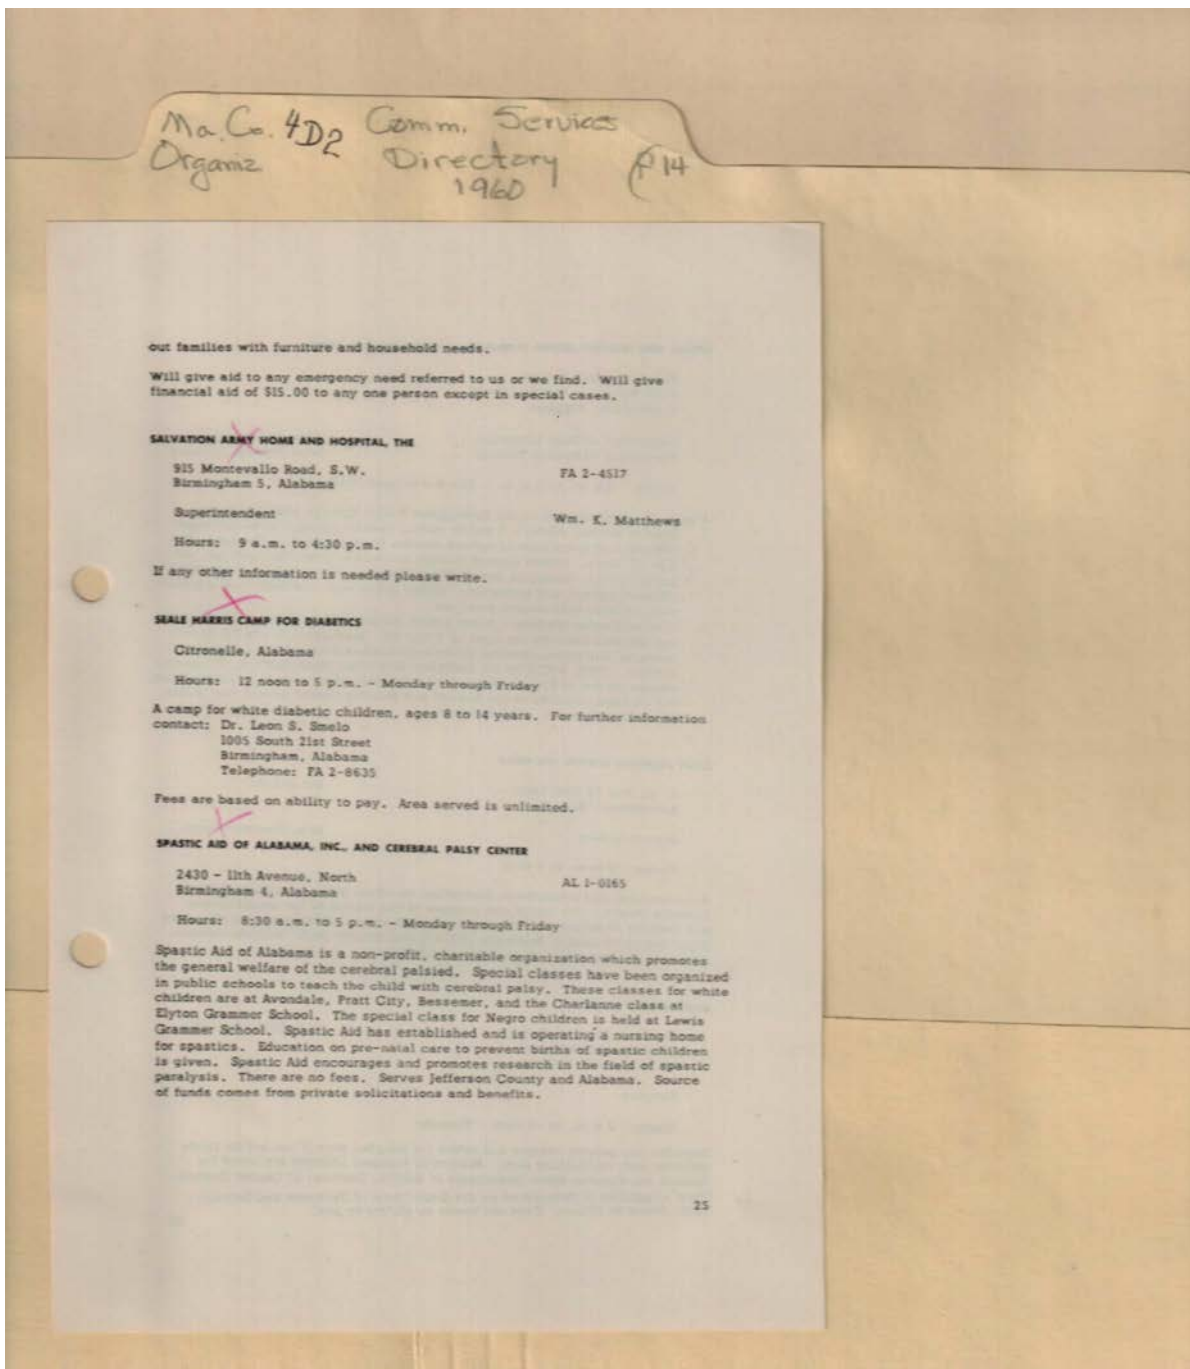 Ma. Co. 4D2 Comm. Services
Organiz Directory p14
1960
out families with furniture and household needs.
Will give aid to any emergency need referred to us or we find. Will give
financial aid of $15.00 to any one person except in special cases.
SALVATION ARMY HOME AND HOSPITAL, THE
915 Montevallo Road, S.W. FA 2-4517
Birmingham 5, Alabama
Superintendent Wm. K. Matthews
Hours: 9 a.m. to 4:30 p.m.
If any other information is needed please write.
SEALE HARRIS CAMP FOR DIABETICS
Citronelle, Alabama
Hours: 12 noon to 5 p.m. - Monday through Friday
A camp for white diabetic children, ages 8 to 14 years. For further information
contact: Dr. Leon S. Smelo
1005 South 21st Street
Birmingham, Alabama
Telephone: FA 2-8635
Fees are based on ability to pay. Area served is unlimited.
SPASTIC AID OF ALABAMA, INC., AND CEREBRAL PALSY CENTER
2430 - 11th Avenue, North AL 1-0165
Birmingham 4, Alabama
Hours: 8:30 a.m. to 5 p.m. - Monday through Friday
Spastic Aid of Alabama is a non-profit, charitable organization which promotes
the general welfare of the cerebral palsied. Special classes have been organized
in public schools to teach the child with cerebral palsy. These classes for white
children are at Avondale, Pratt City, Bessemer, and the Charlanne class at
Elyton Grammer School. The special class for Negro children is held at Lewis
Grammer School. Spastic Aid has established and is operating a nursing home
for spastics. Education on pre-natal care to prevent births of spastic children
is given. Spastic Aid encourages and promotes research in the field of spastic
paralysis. There are no fees. Serves Jefferson County and Alabama. Source
of funds comes from private solicitations and benefits.
25